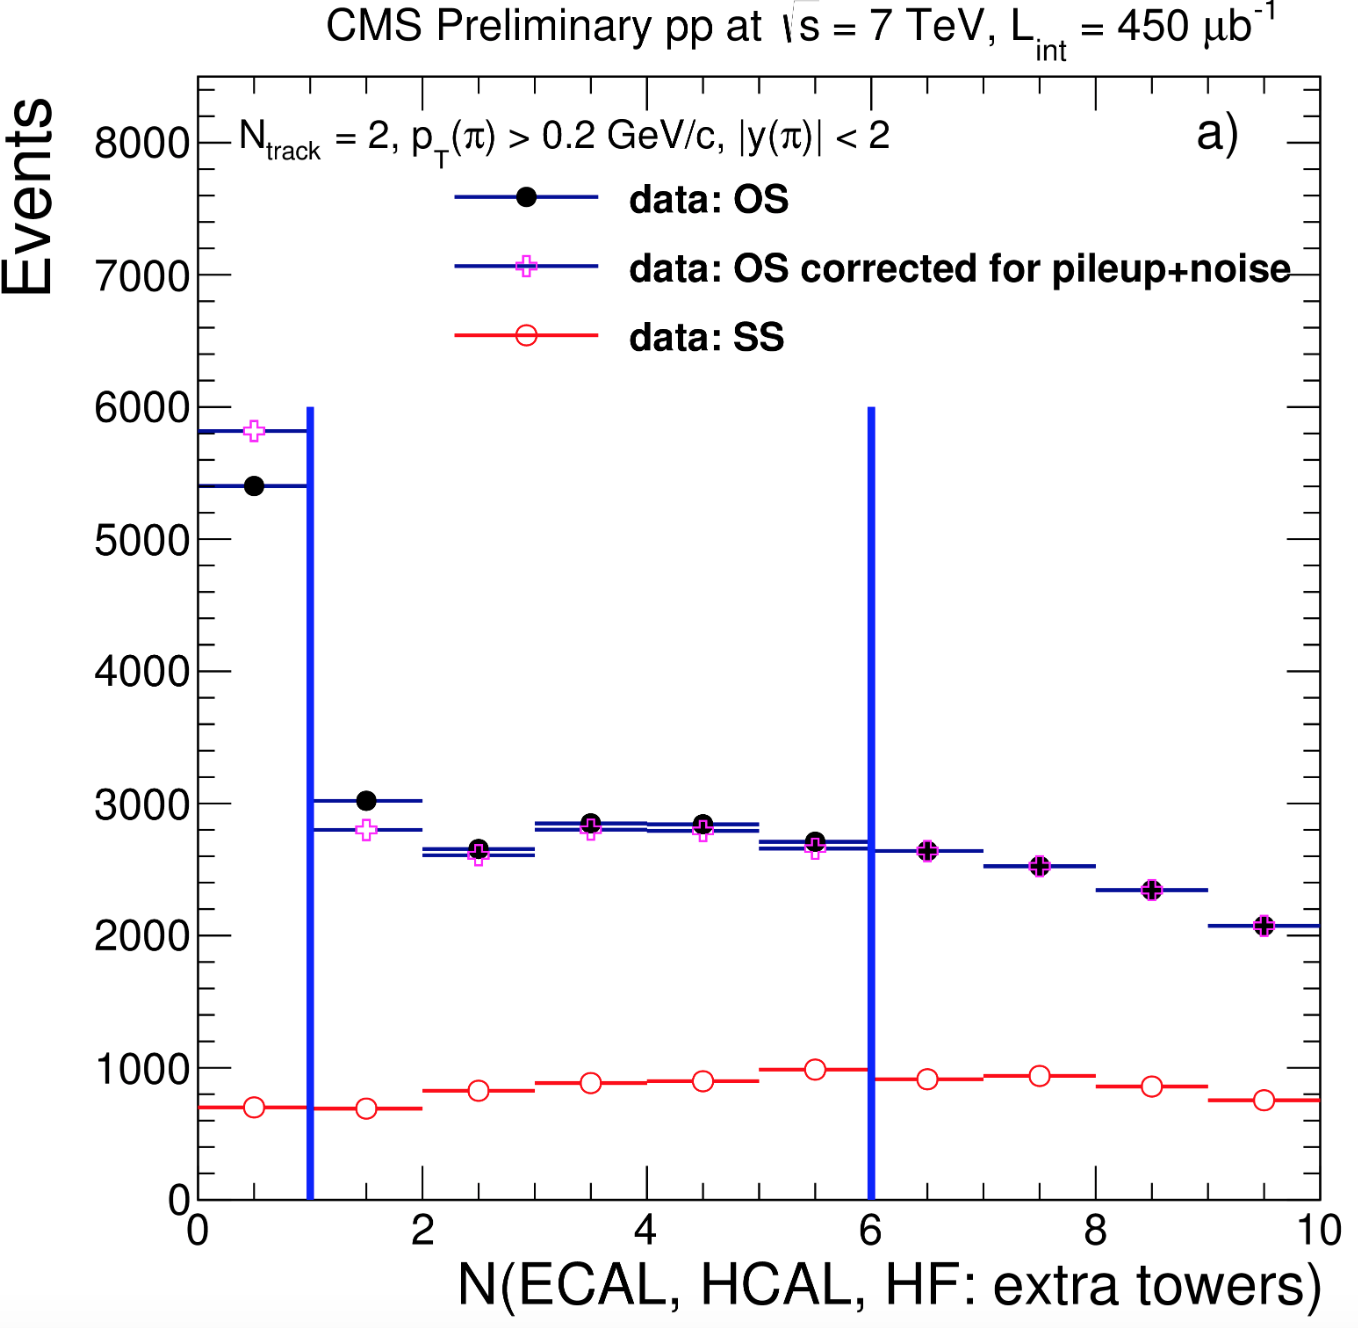 CMS Preliminary pp at √s = 7 TeV, L_int = 450 μb^-1
Events
N_track = 2, p_T(π) > 0.2 GeV/c, |y(π)| < 2
a)
data: OS
data: OS corrected for pileup+noise
data: SS
8000
7000
6000
5000
4000
3000
2000
1000
0
0 2 4 6 8 10
N(ECAL, HCAL, HF: extra towers)